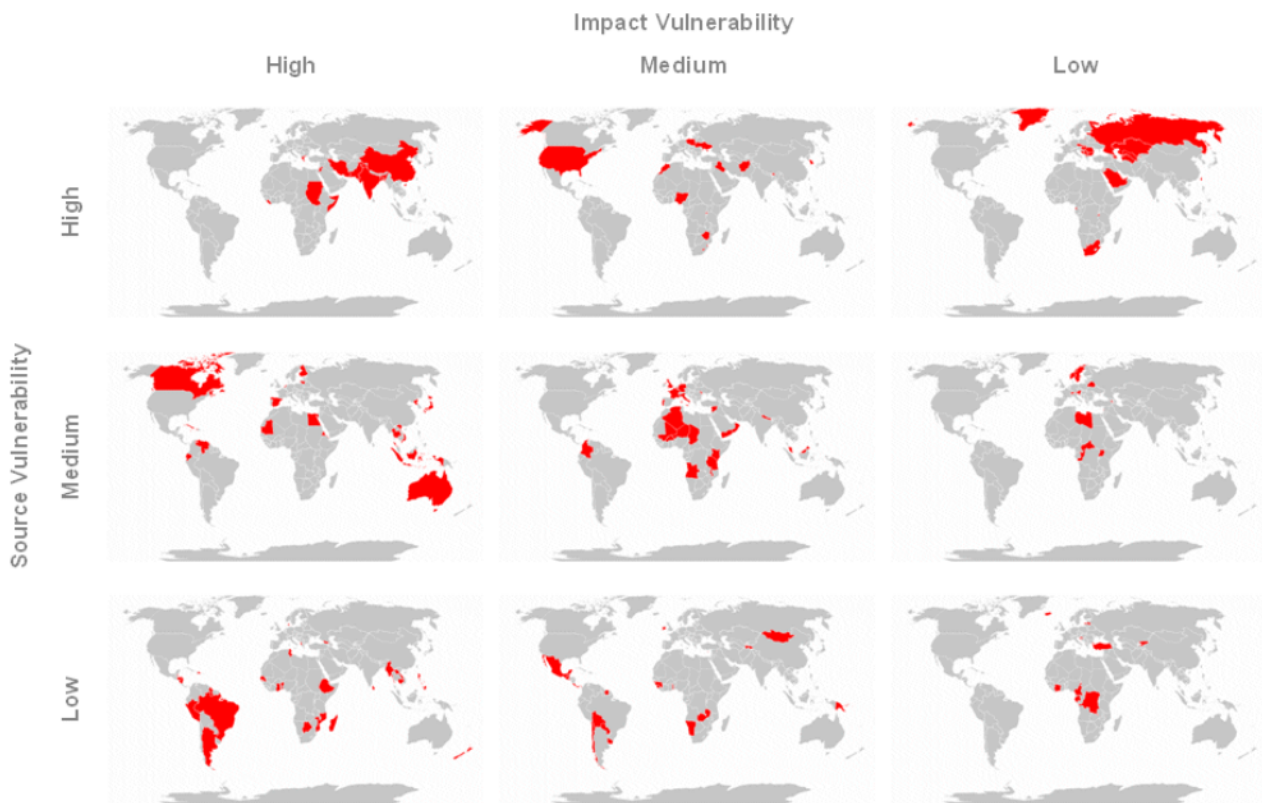 Impact Vulnerability
High Medium Low
High
Source Vulnerability
Medium
Low